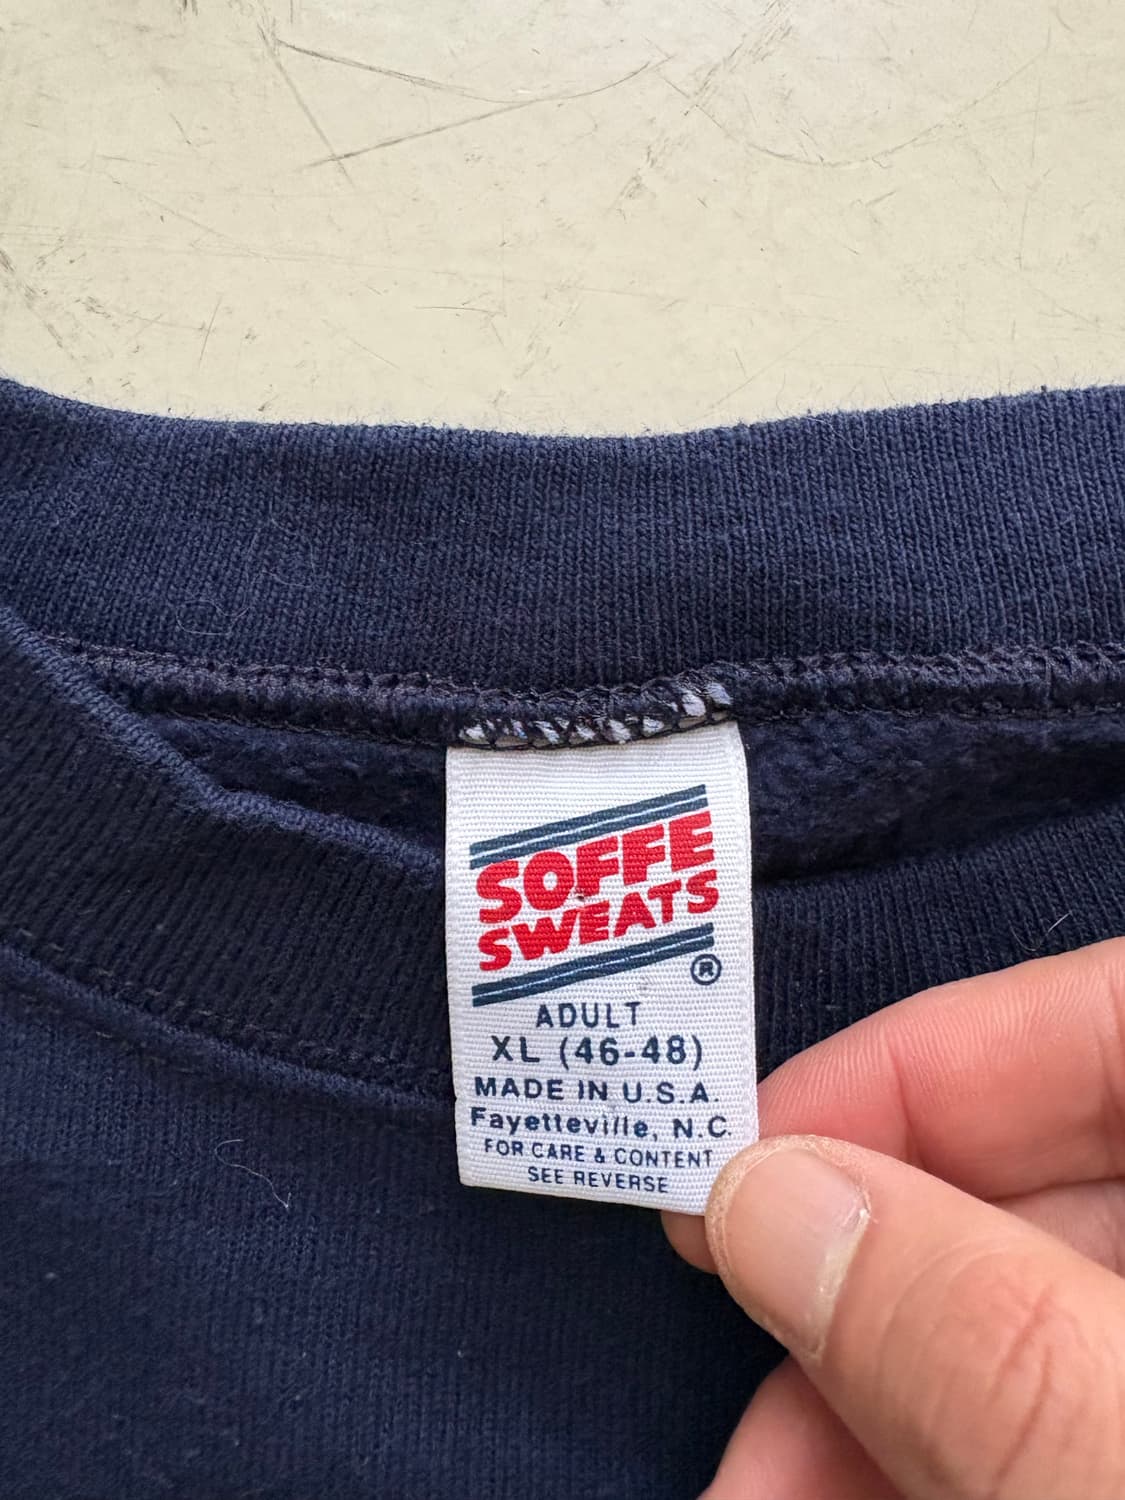 SOFFE
SWEATS
®
ADULT
XL (46-48)
MADE IN U.S.A.
Fayetteville, N.C.
FOR CARE & CONTENT
SEE REVERSE